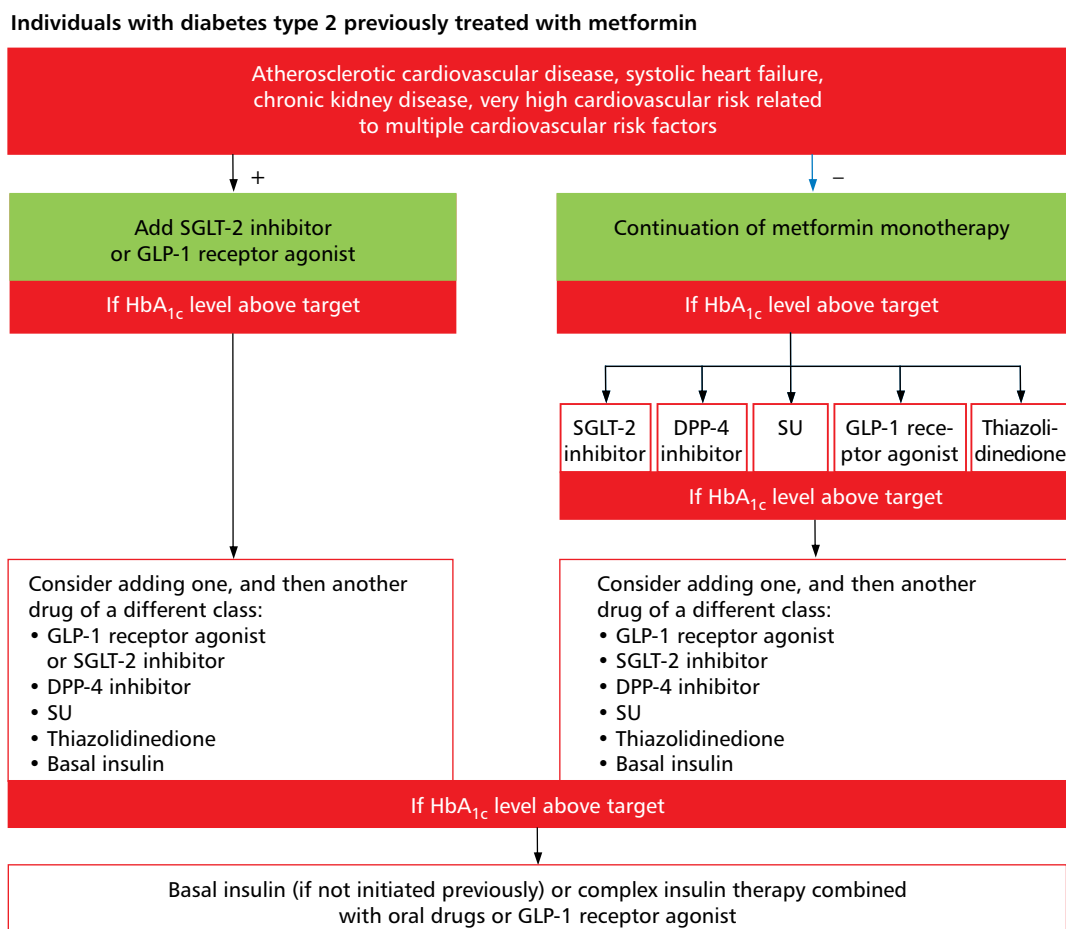 Individuals with diabetes type 2 previously treated with metformin
Atherosclerotic cardiovascular disease, systolic heart failure,
chronic kidney disease, very high cardiovascular risk related
to multiple cardiovascular risk factors
+
–
Add SGLT-2 inhibitor
or GLP-1 receptor agonist
If HbA1c level above target
Continuation of metformin monotherapy
If HbA1c level above target
SGLT-2
inhibitor
DPP-4
inhibitor
SU
GLP-1 rece-
ptor agonist
Thiazoli-
dinedione
If HbA1c level above target
Consider adding one, and then another
drug of a different class:
• GLP-1 receptor agonist
or SGLT-2 inhibitor
• DPP-4 inhibitor
• SU
• Thiazolidinedione
• Basal insulin
Consider adding one, and then another
drug of a different class:
• GLP-1 receptor agonist
• SGLT-2 inhibitor
• DPP-4 inhibitor
• SU
• Thiazolidinedione
• Basal insulin
If HbA1c level above target
Basal insulin (if not initiated previously) or complex insulin therapy combined
with oral drugs or GLP-1 receptor agonist